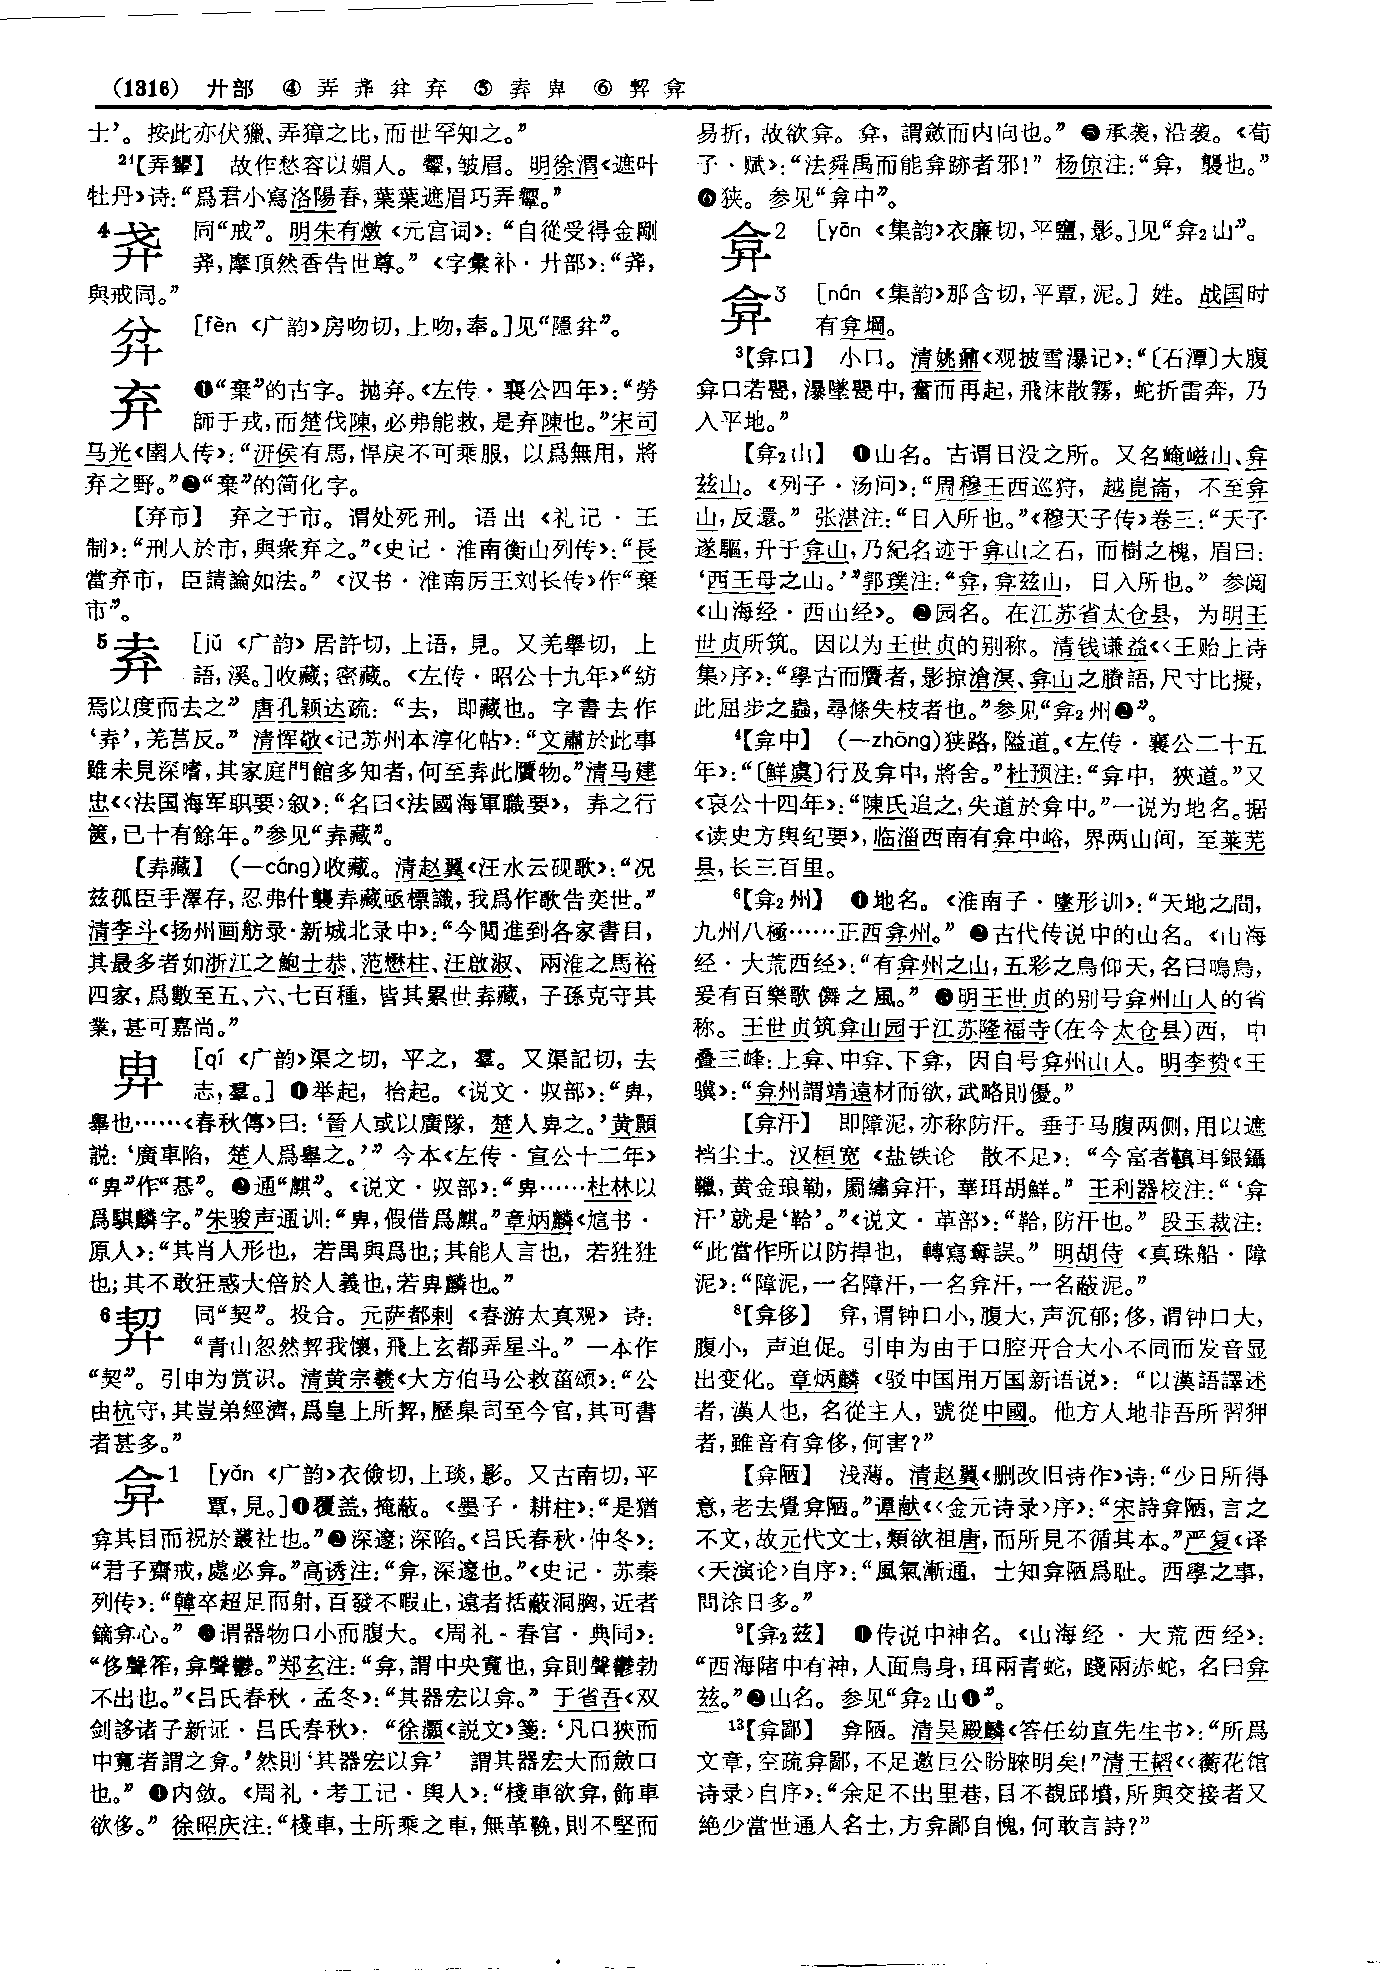 (1316) 廾部 ④ 弄 𢌵 弅 弃 ⑤ 弆 畁 ⑥ 弉 弇
士’。按此亦伏獵、弄獐之比,而世罕知之。”
²¹【弄顰】 故作愁容以媚人。顰,皱眉。明徐渭《遮叶
牡丹》诗:“爲君小寫洛陽春,葉葉遮眉巧弄顰。”
4 同“戒”。明朱有燉《元宫词》:“自從受得金剛
,摩頂然香告世尊。”《字彙补·廾部》:“,
與戒同。”
弅 [fèn《广韵》房吻切,上吻,奉。]见“隱弅”。
弃 ❶“棄”的古字。抛弃。《左传·襄公四年》:“勞
師于戎,而楚伐陳,必弗能救,是弃陳也。”宋司
马光《圉人传》:“汧侯有馬,悍戾不可乘服,以爲無用,將
弃之野。”❷“棄”的简化字。
【弃市】 弃之于市。谓处死刑。语出《礼记·王
制》:“刑人於市,與衆弃之。”《史记·淮南衡山列传》:“長
當弃市,臣請論如法。”《汉书·淮南厉王刘长传》作“棄
市”。
5 弆 [jǔ《广韵》居許切,上语,見。又羌舉切,上
語,溪。]收藏;密藏。《左传·昭公十九年》“紡
焉以度而去之”唐孔颖达疏:“去,即藏也。字書去作
‘弆’,羌莒反。”清恽敬《记苏州本淳化帖》:“文肅於此事
雖未見深嗜,其家庭門館多知者,何至弆此贋物。”清马建
忠《〈法国海军职要〉叙》:“名曰《法國海軍職要》,弆之行
篋,已十有餘年。”参见“弆藏”。
【弆藏】 (—cáng)收藏。清赵翼《汪水云砚歌》:“况
兹孤臣手澤存,忍弗什襲弆藏亟標識,我爲作歌告奕世。”
清李斗《扬州画舫录·新城北录中》:“今閱進到各家書目,
其最多者如浙江之鮑士恭、范懋柱、汪啟淑、兩淮之馬裕
四家,爲數至五、六、七百種,皆其累世弆藏,子孫克守其
業,甚可嘉尚。”
畁 [qí《广韵》渠之切,平之,羣。又渠記切,去
志,羣。] ❶举起,抬起。《说文·収部》:“畁,
舉也……《春秋傳》曰:‘晉人或以廣隊,楚人畁之。’黄顥
説:‘廣車陷,楚人爲舉之。’”今本《左传·宣公十二年》
“畁”作“惎”。❷通“麒”。《说文·収部》:“畁……杜林以
爲騏驎字。”朱骏声通训:“畁,假借爲麒。”章炳麟《訄书·
原人》:“其肖人形也,若禺與爲也;其能人言也,若狌狌
也;其不敢狂惑大倍於人義也,若畁麟也。”
6 同“契”。投合。元萨都剌《春游太真观》诗:
“青山忽然我懷,飛上玄都弄星斗。”一本作
“契”。引申为赏识。清黄宗羲《大方伯马公救菑颂》:“公
由杭守,其豈弟經濟,爲皇上所,歷臬司至今官,其可書
者甚多。”
弇1 [yǎn《广韵》衣儉切,上琰,影。又古南切,平
覃,見。]❶覆盖,掩蔽。《墨子·耕柱》:“是猶
弇其目而祝於叢社也。”❷深邃;深陷。《吕氏春秋·仲冬》:
“君子齋戒,處必弇。”高诱注:“弇,深邃也。”《史记·苏秦
列传》:“韓卒超足而射,百發不暇止,遠者括蔽洞胸,近者
鏑弇心。”❸谓器物口小而腹大。《周礼·春官·典同》:
“侈聲筰,弇聲鬱。”郑玄注:“弇,謂中央寬也,弇則聲鬱勃
不出也。”《吕氏春秋·孟冬》:“其器宏以弇。”于省吾《双
剑誃诸子新证·吕氏春秋》:“徐灝《説文》箋:‘凡口狹而
中寬者謂之弇。’然則‘其器宏以弇’ 謂其器宏大而斂口
也。”❹内敛。《周礼·考工记·舆人》:“棧車欲弇,飾車
欲侈。”徐昭庆注:“棧車,士所乘之車,無革鞔,則不堅而
易折,故欲弇。弇,謂斂而内向也。”❺承袭,沿袭。《荀
子·赋》:“法舜禹而能弇跡者邪!”杨倞注:“弇,襲也。”
❻狭。参见“弇中”。
弇2 [yān《集韵》衣廉切,平鹽,影。]见“弇₂山”。
弇3 [nán《集韵》那含切,平覃,泥。]姓。战国时
有弇堈。
³【弇口】 小口。清姚鼐《观披雪瀑记》:“〔石潭〕大腹
弇口若甖,瀑墜甖中,奮而再起,飛沫散霧,蛇折雷奔,乃
入平地。”
【弇₂山】 ❶山名。古谓日没之所。又名崦嵫山、弇
兹山。《列子·汤问》:“周穆王西巡狩,越崑崙,不至弇
山,反還。”张湛注:“日入所也。”《穆天子传》卷三:“天子
遂驅,升于弇山,乃紀名迹于弇山之石,而樹之槐,眉曰:
‘西王母之山。’”郭璞注:“弇,弇兹山,日入所也。”参阅
《山海经·西山经》。❷园名。在江苏省太仓县,为明王
世贞所筑。因以为王世贞的别称。清钱谦益《〈王贻上诗
集〉序》:“學古而贋者,影掠滄溟、弇山之賸語,尺寸比擬,
此屈步之蟲,尋條失枝者也。”参见“弇₂州❸”。
⁴【弇中】 (—zhōng)狭路,隘道。《左传·襄公二十五
年》:“〔鮮虞〕行及弇中,將舍。”杜预注:“弇中,狹道。”又
《哀公十四年》:“陳氏追之,失道於弇中。”一说为地名。据
《读史方舆纪要》,临淄西南有弇中峪,界两山间,至莱芜
县,长三百里。
⁶【弇₂州】 ❶地名。《淮南子·墬形训》:“天地之間,
九州八極……正西弇州。”❷古代传说中的山名。《山海
经·大荒西经》:“有弇州之山,五彩之鳥仰天,名曰鳴鳥,
爰有百樂歌儛之風。”❸明王世贞的别号弇州山人的省
称。王世贞筑弇山园于江苏隆福寺(在今太仓县)西,中
叠三峰:上弇、中弇、下弇,因自号弇州山人。明李贽《王
骥》:“弇州謂靖遠材而欲,武略則優。”
【弇汗】 即障泥,亦称防汗。垂于马腹两侧,用以遮
挡尘土。汉桓宽《盐铁论 散不足》:“今富者䩞耳銀鑷
䪉,黄金琅勒,罽繡弇汗,華珥胡鮮。”王利器校注:“‘弇
汗’就是‘䩥’。”《说文·革部》:“䩥,防汗也。”段玉裁注:
“此當作所以防捍也,轉寫奪誤。”明胡侍《真珠船·障
泥》:“障泥,一名障汗,一名弇汗,一名蔽泥。”
⁸【弇侈】 弇,谓钟口小,腹大,声沉郁;侈,谓钟口大,
腹小,声迫促。引申为由于口腔开合大小不同而发音显
出变化。章炳麟《驳中国用万国新语说》:“以漢語譯述
者,漢人也,名從主人,號從中國。他方人地非吾所習狎
者,雖音有弇侈,何害?”
【弇陋】 浅薄。清赵翼《删改旧诗作》诗:“少日所得
意,老去覺弇陋。”谭献《〈金元诗录〉序》:“宋詩弇陋,言之
不文,故元代文士,類欲祖唐,而所見不循其本。”严复《译
〈天演论〉自序》:“風氣漸通,士知弇陋爲耻。西學之事,
問涂日多。”
⁹【弇₂兹】 ❶传说中神名。《山海经·大荒西经》:
“西海陼中有神,人面鳥身,珥兩青蛇,踐兩赤蛇,名曰弇
兹。”❷山名。参见“弇₂山❶”。
¹³【弇鄙】 弇陋。清吴殿麟《答任幼直先生书》:“所爲
文章,空疏弇鄙,不足邀巨公盼睞明矣!”清王韬《〈蘅花馆
诗录〉自序》:“余足不出里巷,目不覩邱墳,所與交接者又
絶少當世通人名士,方弇鄙自愧,何敢言詩?”